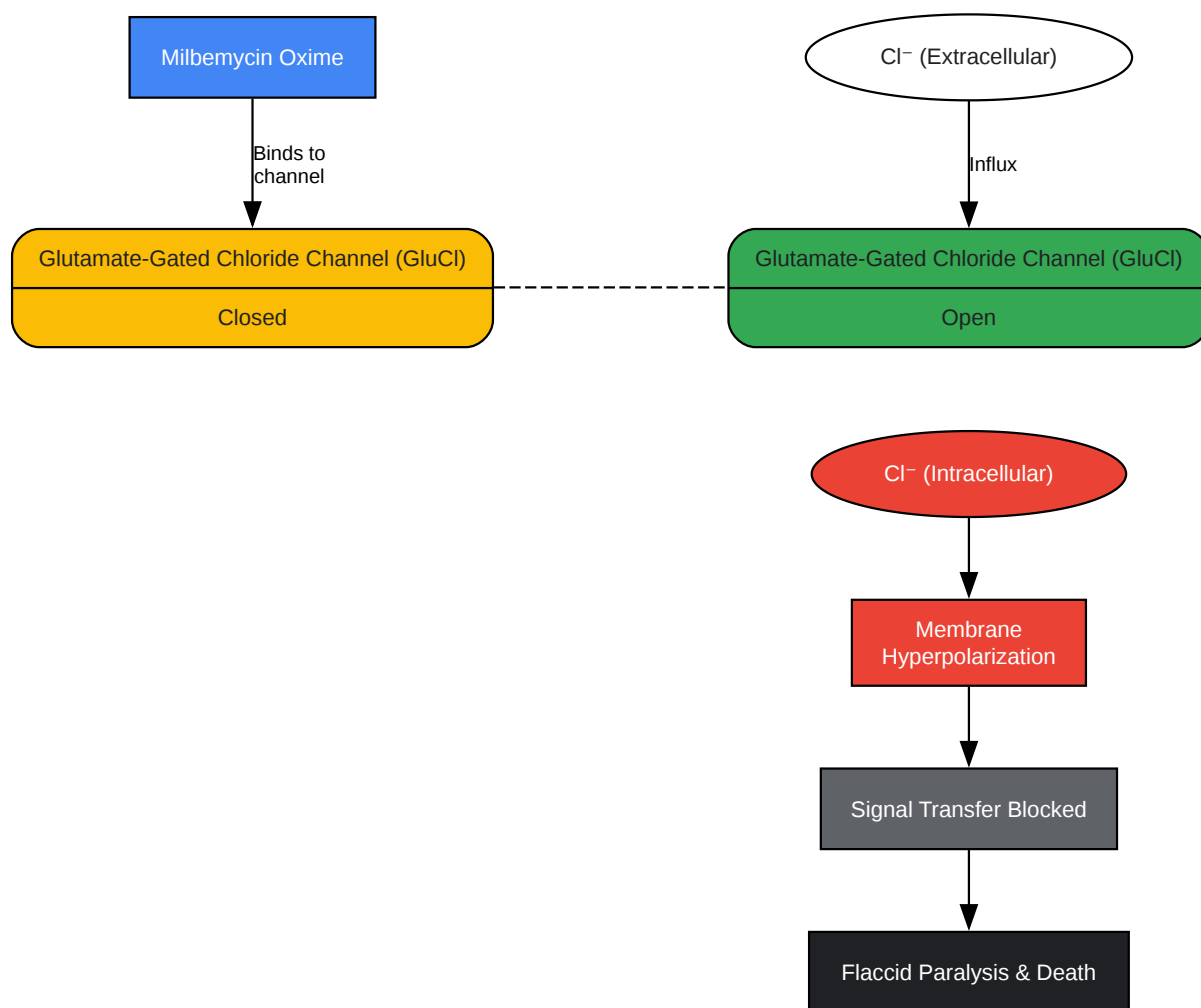 Milbemycin Oxime
Cl⁻ (Extracellular)
Binds to
channel
Influx
Glutamate-Gated Chloride Channel (GluCl)
Closed
Glutamate-Gated Chloride Channel (GluCl)
Open
Cl⁻ (Intracellular)
Membrane
Hyperpolarization
Signal Transfer Blocked
Flaccid Paralysis & Death